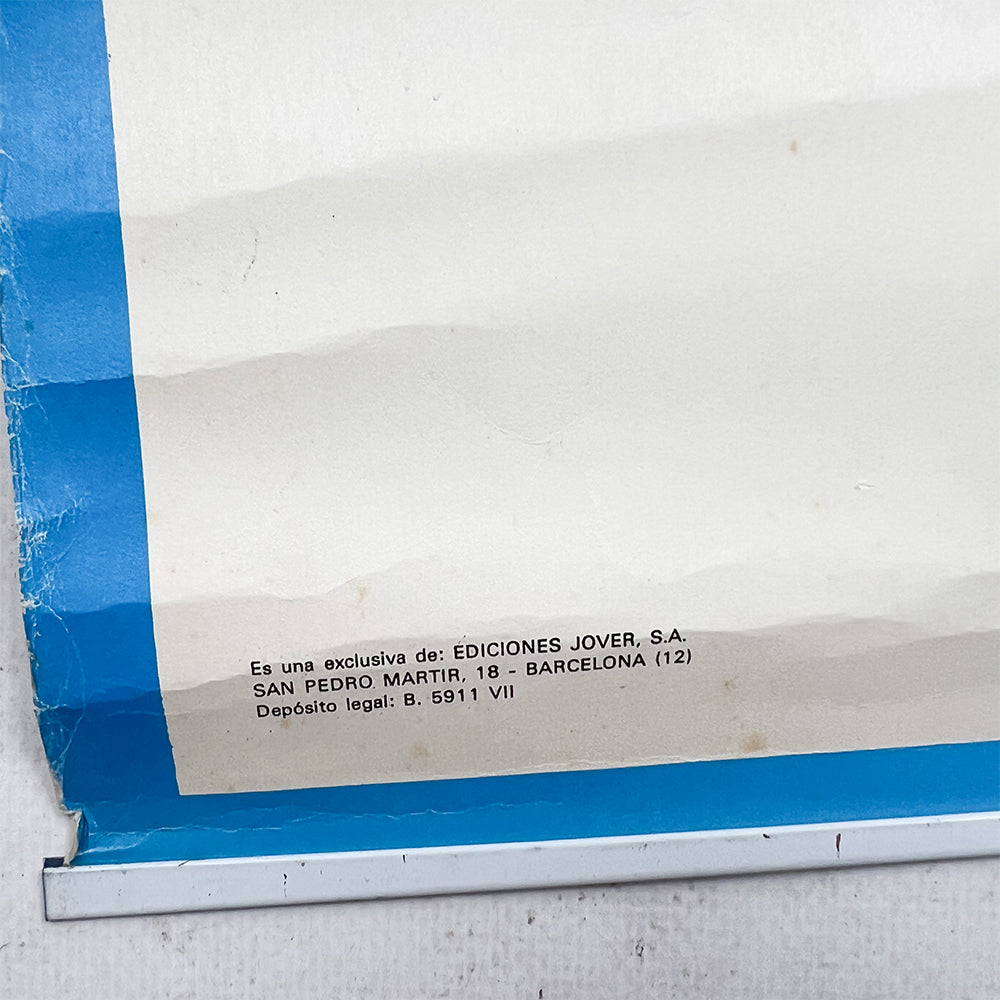 Es una exclusiva de: EDICIONES JOVER, S.A.
SAN PEDRO MARTIR, 18 - BARCELONA (12)
Depósito legal: B. 5911 VII